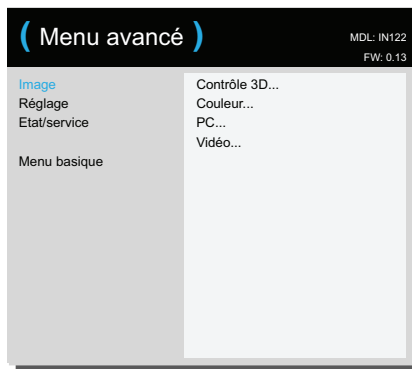 ( Menu avancé )
MDL: IN122
FW: 0.13
Image
Réglage
Etat/service
Menu basique
Contrôle 3D...
Couleur...
PC...
Vidéo...